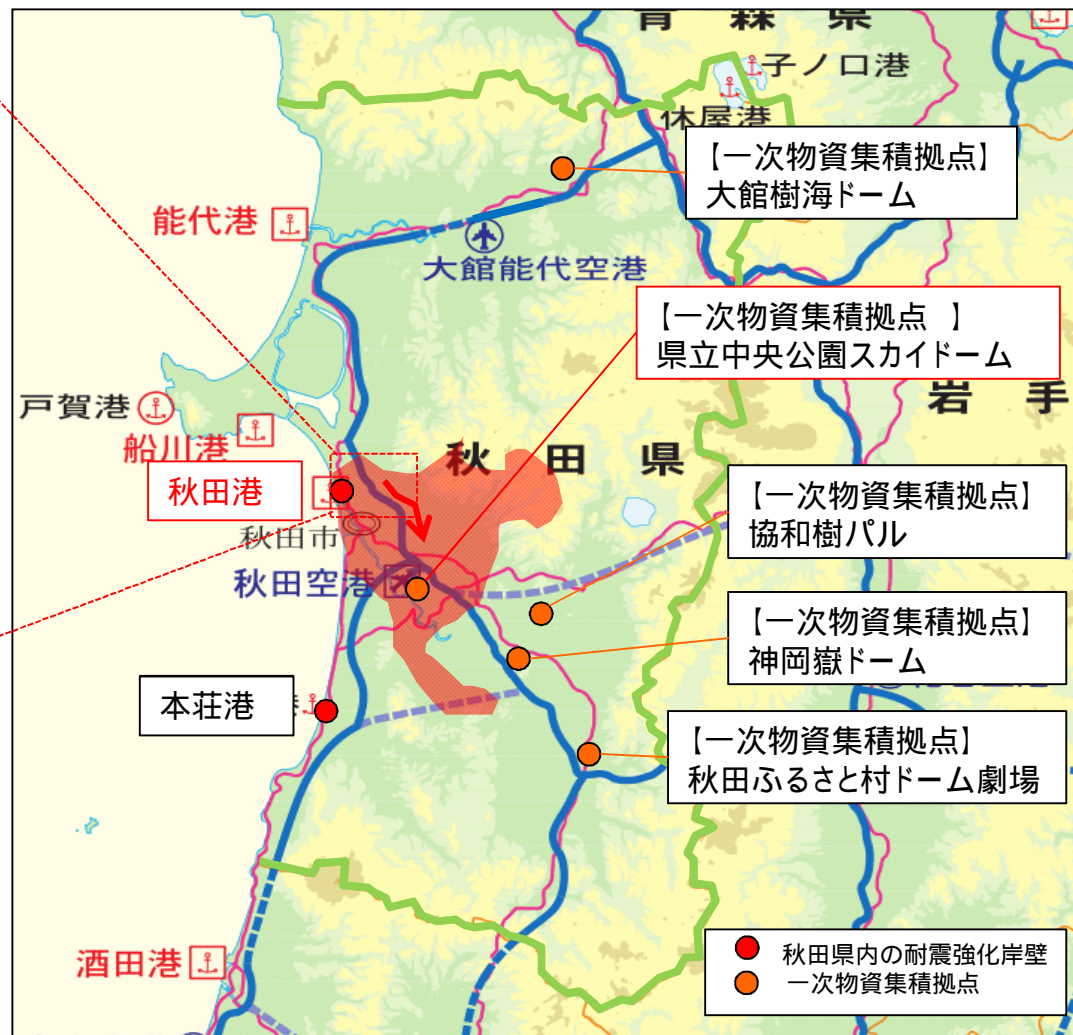 青森県
子ノ口港
休屋港
【一次物資集積拠点】
大館樹海ドーム
能代港
大館能代空港
【一次物資集積拠点 】
県立中央公園スカイドーム
岩手
戸賀港
船川港
秋田県
秋田港
【一次物資集積拠点】
協和樹パル
秋田市
秋田空港
【一次物資集積拠点】
神岡嶽ドーム
本荘港
港
【一次物資集積拠点】
秋田ふるさと村ドーム劇場
酒田港
秋田県内の耐震強化岸壁
一次物資集積拠点